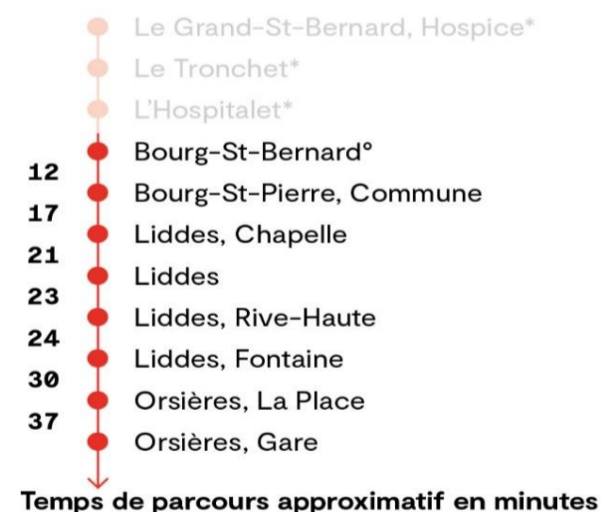 Le Grand-St-Bernard, Hospice*
Le Tronchet*
L'Hospitalet*
Bourg-St-Bernard°
12
Bourg-St-Pierre, Commune
17
Liddes, Chapelle
21
Liddes
23
Liddes, Rive-Haute
24
Liddes, Fontaine
30
Orsières, La Place
37
Orsières, Gare
Temps de parcours approximatif en minutes